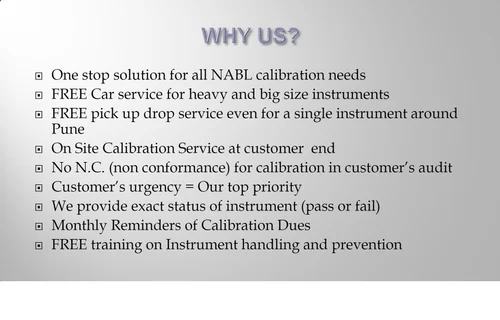 WHY US?
One stop solution for all NABL calibration needs
FREE Car service for heavy and big size instruments
FREE pick up drop service even for a single instrument around
Pune
On Site Calibration Service at customer end
No N.C. (non conformance) for calibration in customer's audit
Customer's urgency = Our top priority
We provide exact status of instrument (pass or fail)
Monthly Reminders of Calibration Dues
FREE training on Instrument handling and prevention